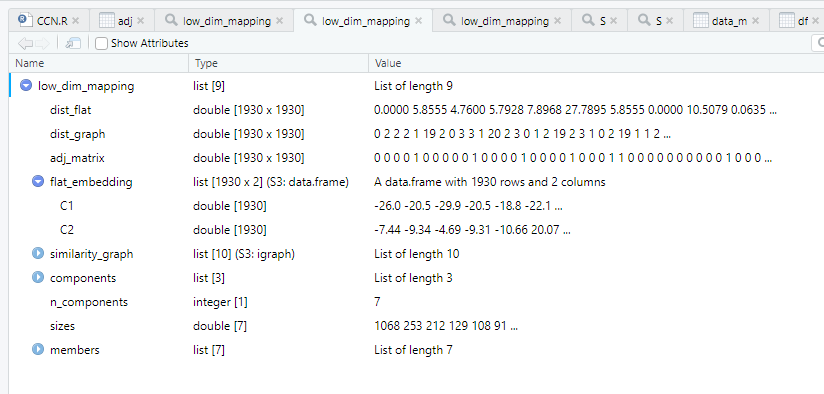 CCN.R adj low_dim_mapping low_dim_mapping low_dim_mapping S S data_m df
Show Attributes
Name Type Value
low_dim_mapping list [9] List of length 9
dist_flat double [1930 x 1930] 0.0000 5.8555 4.7600 5.7928 7.8968 27.7895 5.8555 0.0000 10.5079 0.0635 ...
dist_graph double [1930 x 1930] 0 2 2 2 1 19 2 0 3 3 1 20 2 3 0 1 2 19 2 3 1 0 2 19 1 1 2 ...
adj_matrix double [1930 x 1930] 0 0 0 0 1 0 0 0 0 0 1 0 0 0 0 1 0 0 0 0 1 0 0 0 1 1 0 0 0 0 0 0 0 0 0 1 0 0 0 ...
flat_embedding list [1930 x 2] (S3: data.frame) A data.frame with 1930 rows and 2 columns
C1 double [1930] -26.0 -20.5 -29.9 -20.5 -18.8 -22.1 ...
C2 double [1930] -7.44 -9.34 -4.69 -9.31 -10.66 20.07 ...
similarity_graph list [10] (S3: igraph) List of length 10
components list [3] List of length 3
n_components integer [1] 7
sizes double [7] 1068 253 212 129 108 91 ...
members list [7] List of length 7